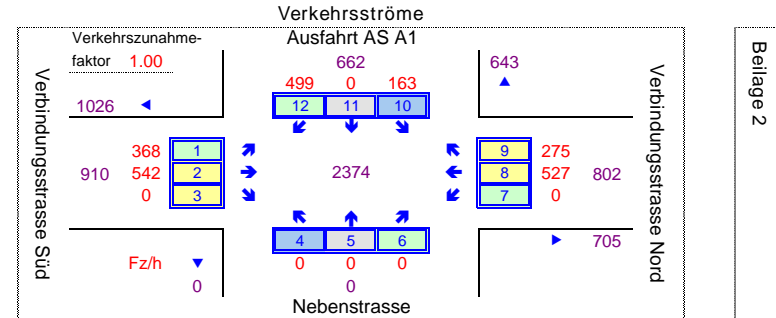 Verkehrsströme
Verkehrszunahme-
faktor 1.00
Ausfahrt AS A1
662
643
499 0 163
12 11 10
1026
Verbindungsstrasse Süd
Verbindungsstrasse Nord
Beilage 2
368 1
910 542 2
0 3
2374
9 275
8 527 802
7 0
4 5 6
705
Fz/h
0 0 0
0
0
Nebenstrasse